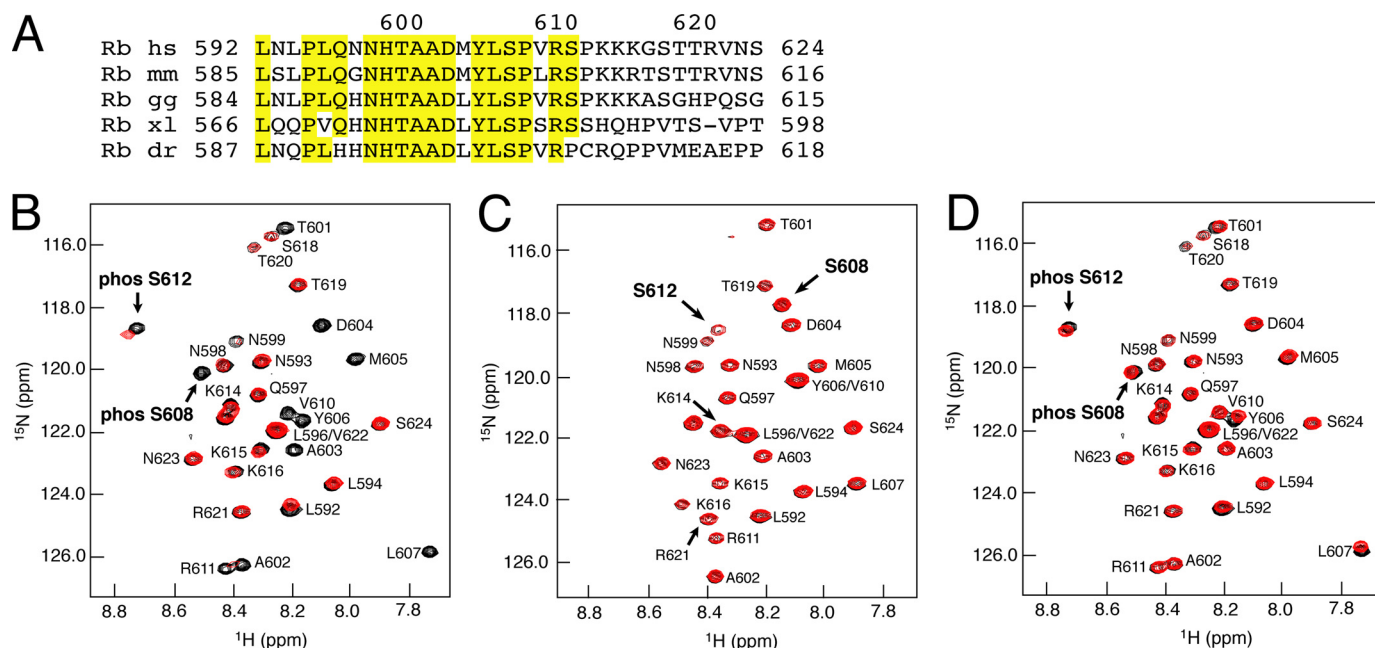 A
600 610 620
Rb hs 592 LNLPLQNNHTAADMYLSPVRSPKKKGSTTRVNS 624
Rb mm 585 LSLPLQGNHTAADLYLSPLRSPKKRTSTTRVNS 616
Rb gg 584 LNLPLQHNHTAADLYLSPVRSPKKKASGHPQSG 615
Rb xl 566 LQQPVQHNHTAADLYLSPSRSSHQHPVTS-VPT 598
Rb dr 587 LNQPLHHNHTAADLYLSPVRPCRQPPVMEAEPP 618
B
116.0
118.0
120.0
122.0
124.0
126.0
15N (ppm)
8.8 8.6 8.4 8.2 8.0 7.8
1H (ppm)
T601
S618
T620
phos S612
T619
D604
N599
N598
N593
M605
phos S608
K614
Q597
V610
Y606
S624
L596/V622
N623
K615
A603
K616
L594
R621
L592
L607
R611
A602
C
116.0
118.0
120.0
122.0
124.0
126.0
15N (ppm)
8.8 8.6 8.4 8.2 8.0 7.8
1H (ppm)
T601
S608
T619
S612
D604
N599
N598
N593
M605
Y606/V610
Q597
K614
S624
L596/V622
N623
A603
K615
L607
L594
K616
L592
R621
R611
A602
D
116.0
118.0
120.0
122.0
124.0
126.0
15N (ppm)
8.8 8.6 8.4 8.2 8.0 7.8
1H (ppm)
T601
S618
T620
phos S612
T619
D604
N599
N598
N593
M605
K614
Q597
phos S608
V610
Y606
S624
L596/V622
K615
N623
A603
K616
L594
R621
L592
L607
R611
A602